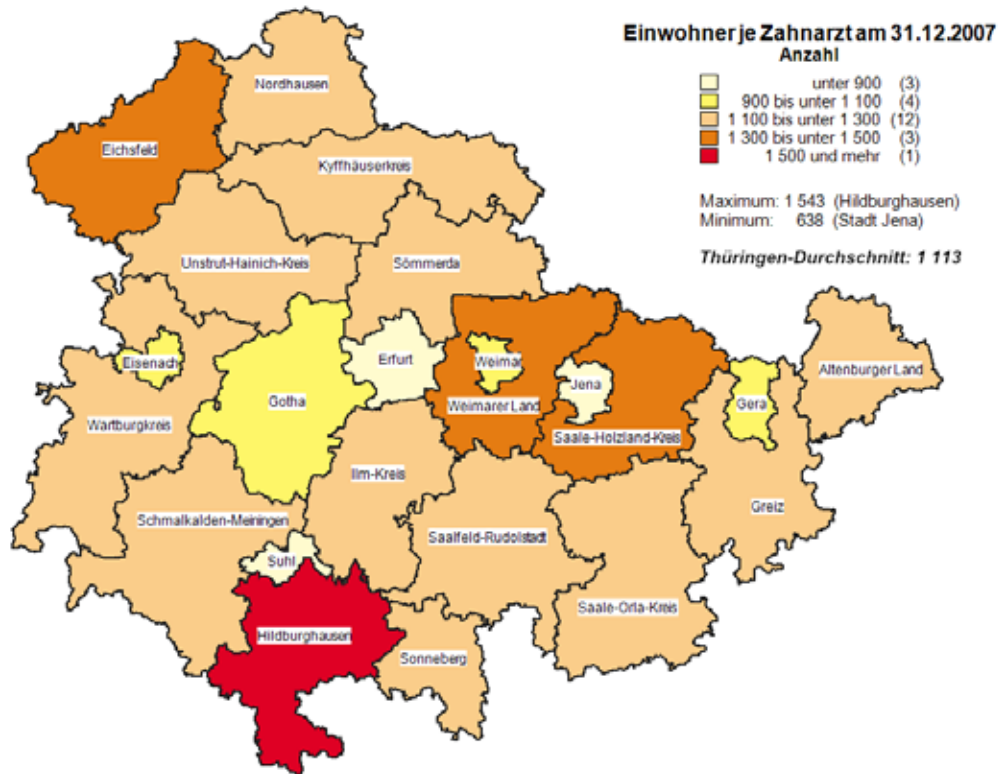 Einwohner je Zahnarzt am 31.12.2007
Anzahl
unter 900 (3)
900 bis unter 1 100 (4)
1 100 bis unter 1 300 (12)
1 300 bis unter 1 500 (3)
1 500 und mehr (1)
Maximum: 1 543 (Hildburghausen)
Minimum: 638 (Stadt Jena)
Thüringen-Durchschnitt: 1 113
Nordhausen
Eichsfeld
Kyffhäuserkreis
Unstrut-Hainich-Kreis
Sömmerda
Eisenach
Erfurt
Weimar
Jena
Altenburger Land
Gotha
Weimarer Land
Gera
Wartburgkreis
Saale-Holzland-Kreis
Ilm-Kreis
Greiz
Schmalkalden-Meiningen
Saalfeld-Rudolstadt
Suhl
Saale-Orla-Kreis
Hildburghausen
Sonneberg